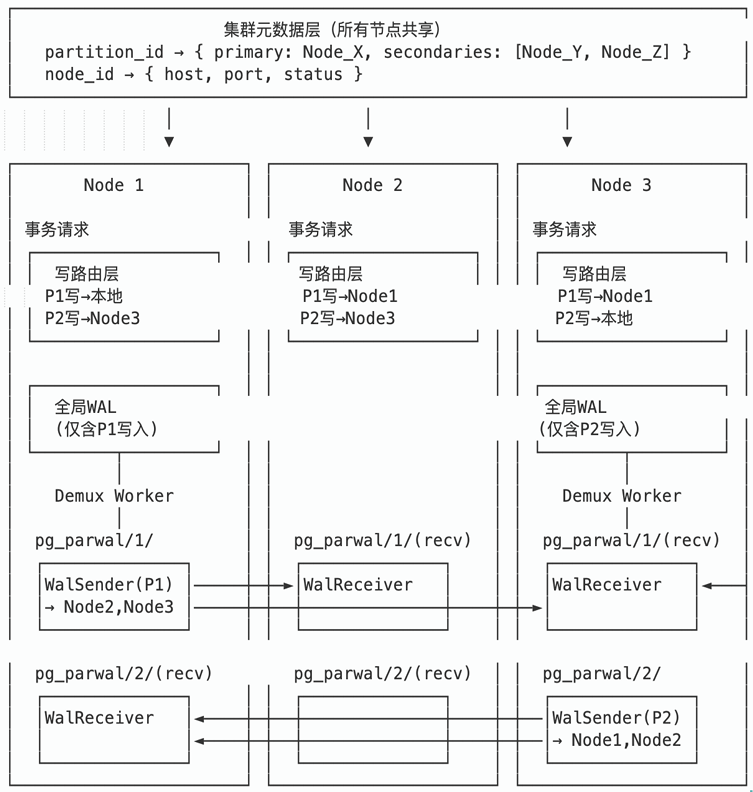 集群元数据层（所有节点共享）
partition_id → { primary: Node_X, secondaries: [Node_Y, Node_Z] }
node_id → { host, port, status }
Node 1
事务请求
写路由层
P1写→本地
P2写→Node3
全局WAL
(仅含P1写入)
Demux Worker
pg_parwal/1/
WalSender(P1)
→ Node2,Node3
pg_parwal/2/(recv)
WalReceiver
Node 2
事务请求
写路由层
P1写→Node1
P2写→Node3
pg_parwal/1/(recv)
WalReceiver
pg_parwal/2/(recv)
Node 3
事务请求
写路由层
P1写→Node1
P2写→本地
全局WAL
(仅含P2写入)
Demux Worker
pg_parwal/1/(recv)
WalReceiver
pg_parwal/2/
WalSender(P2)
→ Node1,Node2